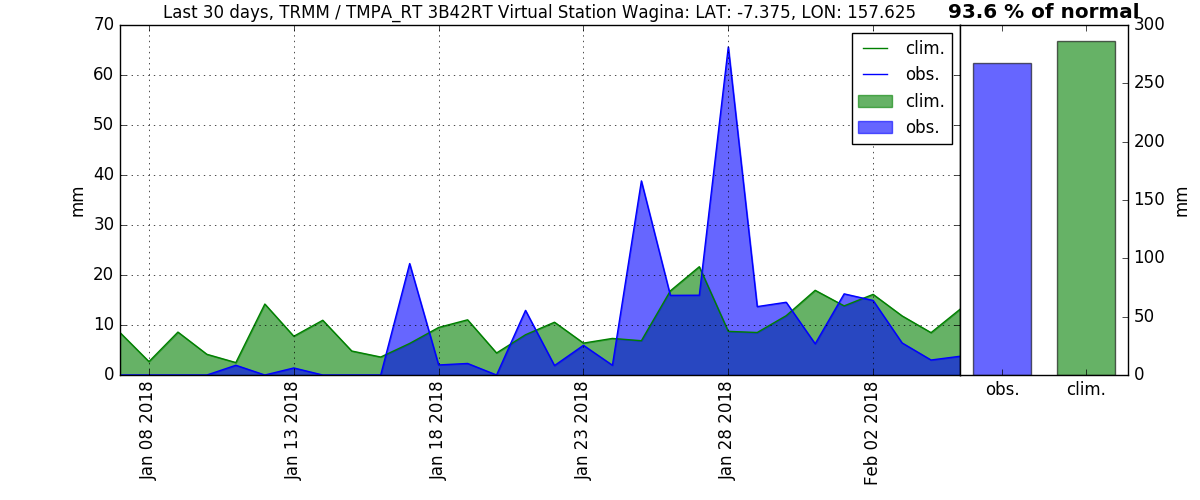 Last 30 days, TRMM / TMPA_RT 3B42RT Virtual Station Wagina: LAT: -7.375, LON: 157.625
93.6 % of normal
mm
70
60
50
40
30
20
10
0
clim.
obs.
clim.
obs.
Jan 08 2018
Jan 13 2018
Jan 18 2018
Jan 23 2018
Jan 28 2018
Feb 02 2018
300
250
200
150
100
50
0
mm
obs.
clim.